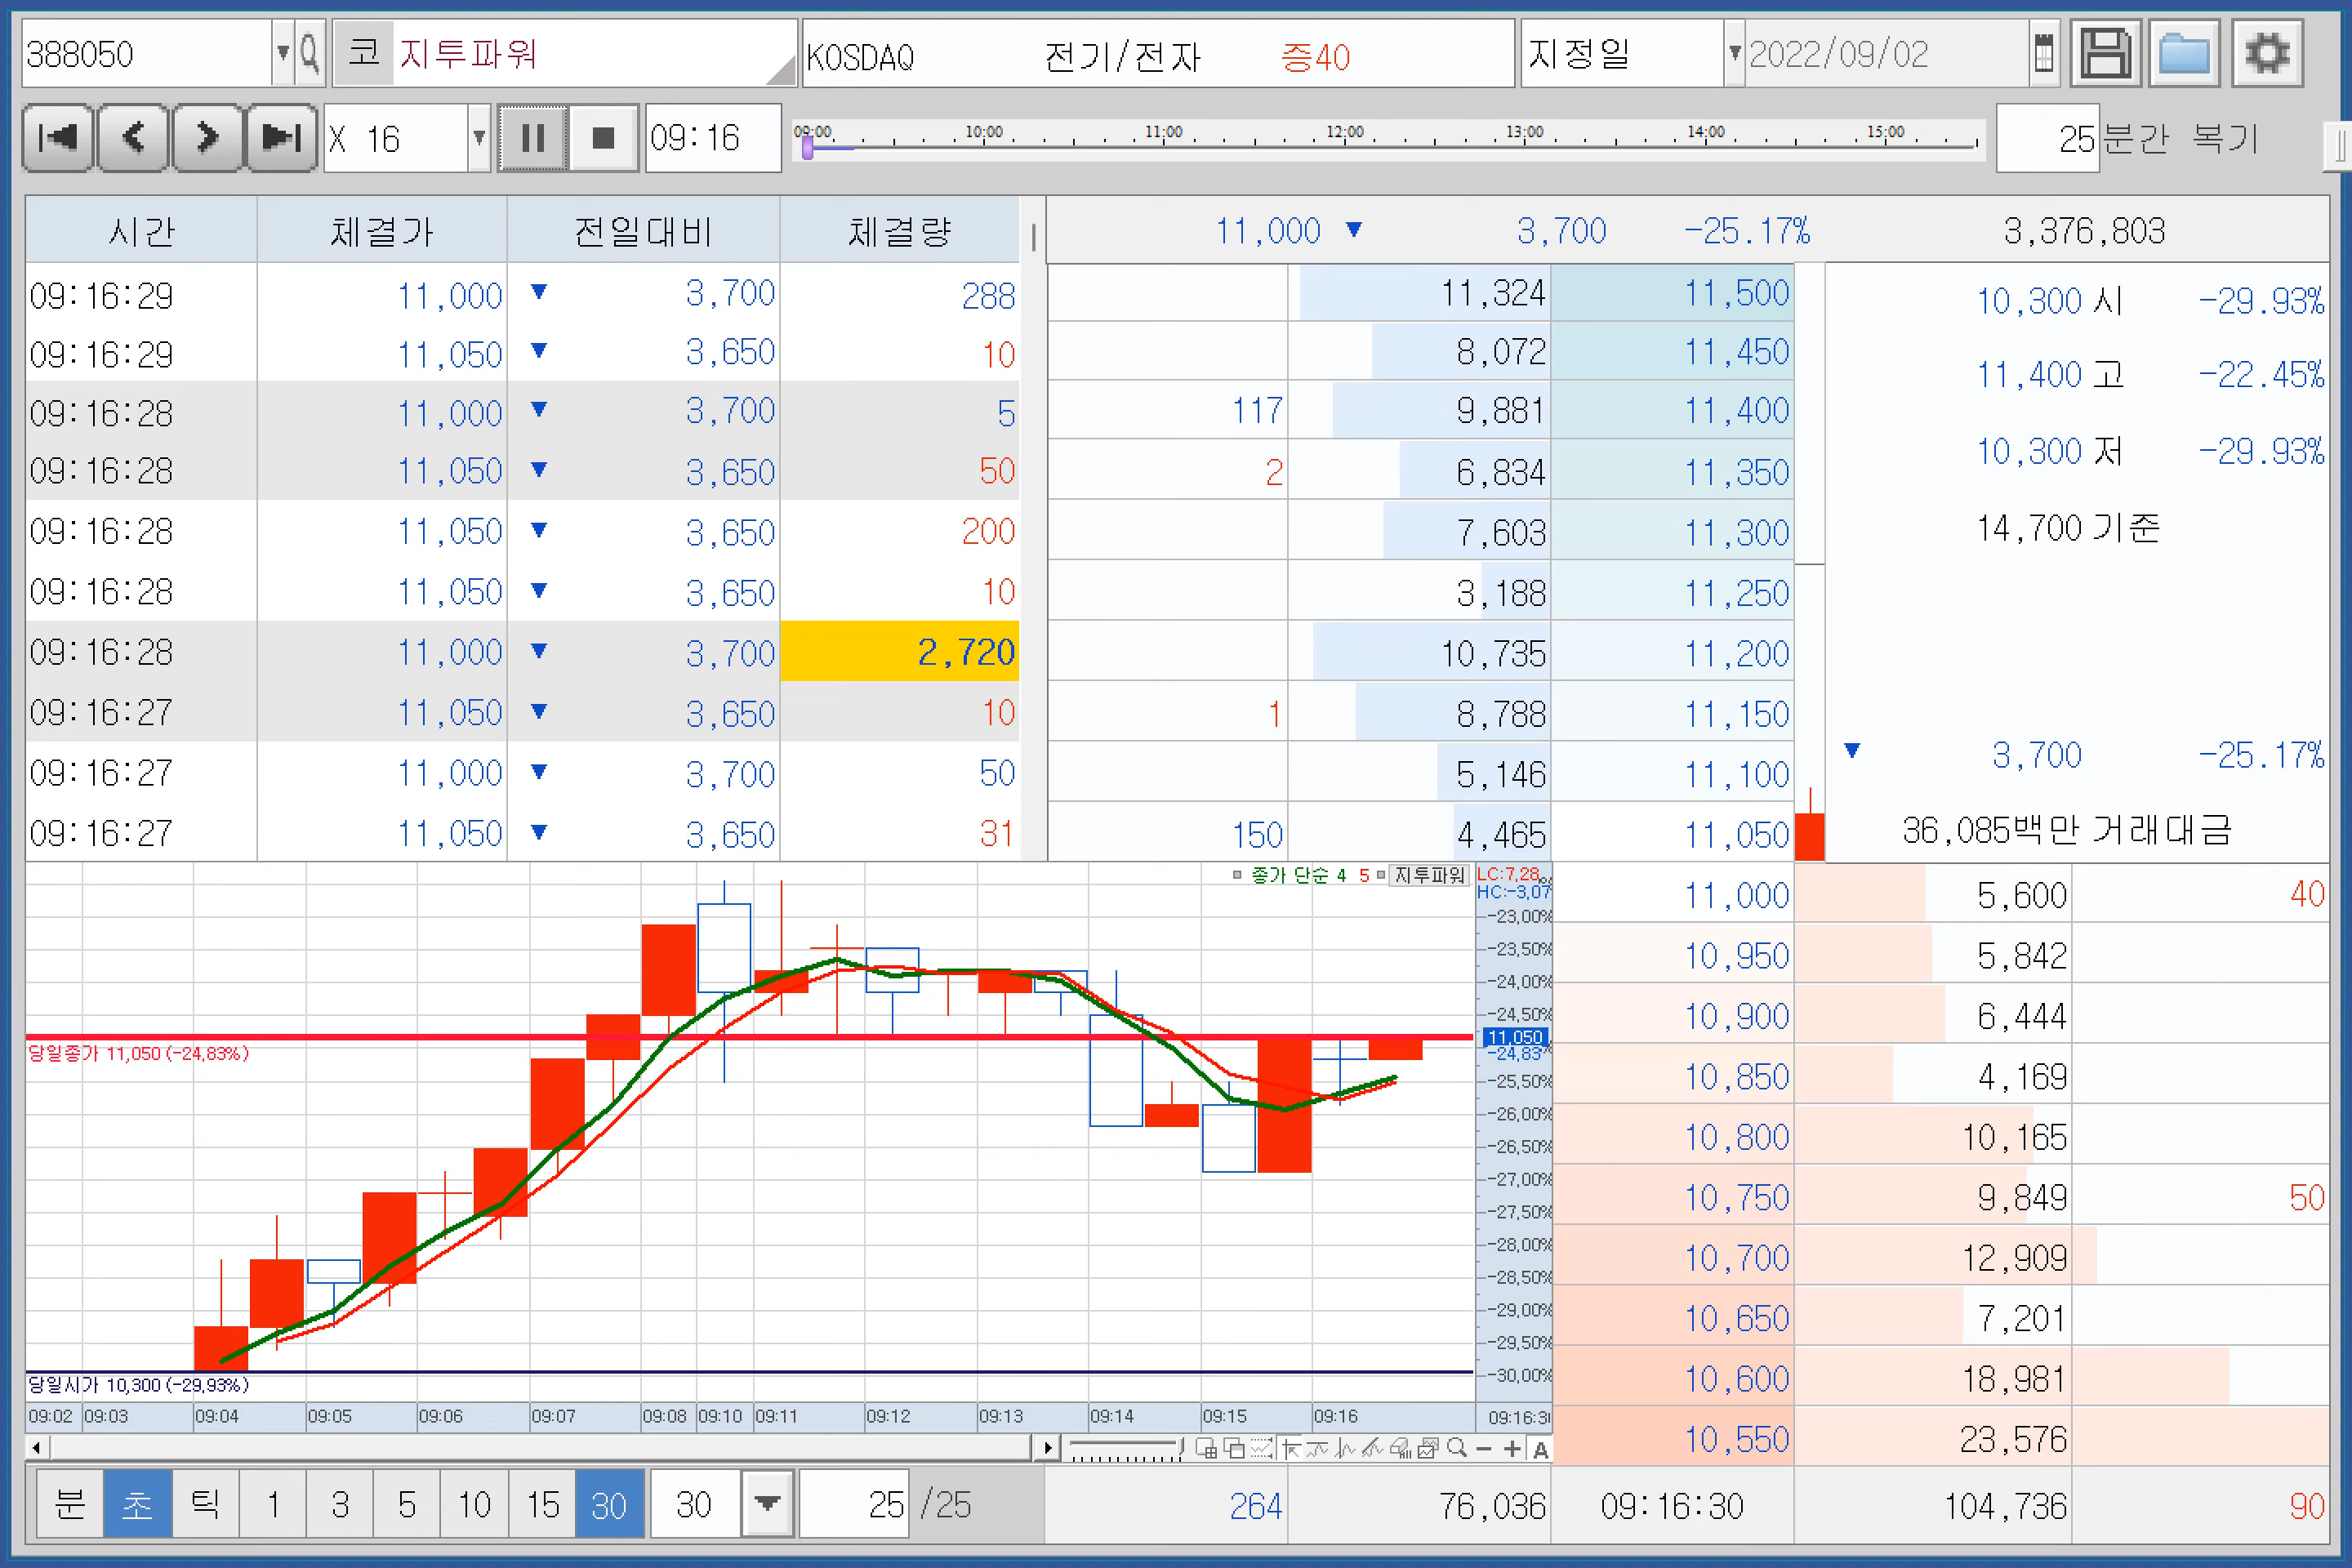 388050 코 지투파워 KOSDAQ 전기/전자 증40 지정일 2022/09/02
X 16 09:16 09:00 10:00 11:00 12:00 13:00 14:00 15:00 25 분간 복기
시간 체결가 전일대비 체결량
09:16:29 11,000 ▼ 3,700 288
09:16:29 11,050 ▼ 3,650 10
09:16:28 11,000 ▼ 3,700 5
09:16:28 11,050 ▼ 3,650 50
09:16:28 11,050 ▼ 3,650 200
09:16:28 11,050 ▼ 3,650 10
09:16:28 11,000 ▼ 3,700 2,720
09:16:27 11,050 ▼ 3,650 10
09:16:27 11,000 ▼ 3,700 50
09:16:27 11,050 ▼ 3,650 31
11,000 ▼ 3,700 -25.17% 3,376,803
11,324 11,500
8,072 11,450
117 9,881 11,400
2 6,834 11,350
7,603 11,300
3,188 11,250
10,735 11,200
1 8,788 11,150
5,146 11,100
150 4,465 11,050
10,300 시 -29.93%
11,400 고 -22.45%
10,300 저 -29.93%
14,700 기준
▼ 3,700 -25.17%
36,085백만 거래대금
종가 단순 4 5 지투파워
LC:7,28
HC:-3,07
-23,00%
-23,50%
-24,00%
-24,50%
11,050
-24,83%
-25,50%
-26,00%
-26,50%
-27,00%
-27,50%
-28,00%
-28,50%
-29,00%
-29,50%
-30,00%
당일종가 11,050 (-24,83%)
당일시가 10,300 (-29,93%)
09:02 09:03 09:04 09:05 09:06 09:07 09:08 09:10 09:11 09:12 09:13 09:14 09:15 09:16 09:16:3
A
11,000 5,600 40
10,950 5,842
10,900 6,444
10,850 4,169
10,800 10,165
10,750 9,849 50
10,700 12,909
10,650 7,201
10,600 18,981
10,550 23,576
분 초 틱 1 3 5 10 15 30 30 25 /25
264 76,036 09:16:30 104,736 90